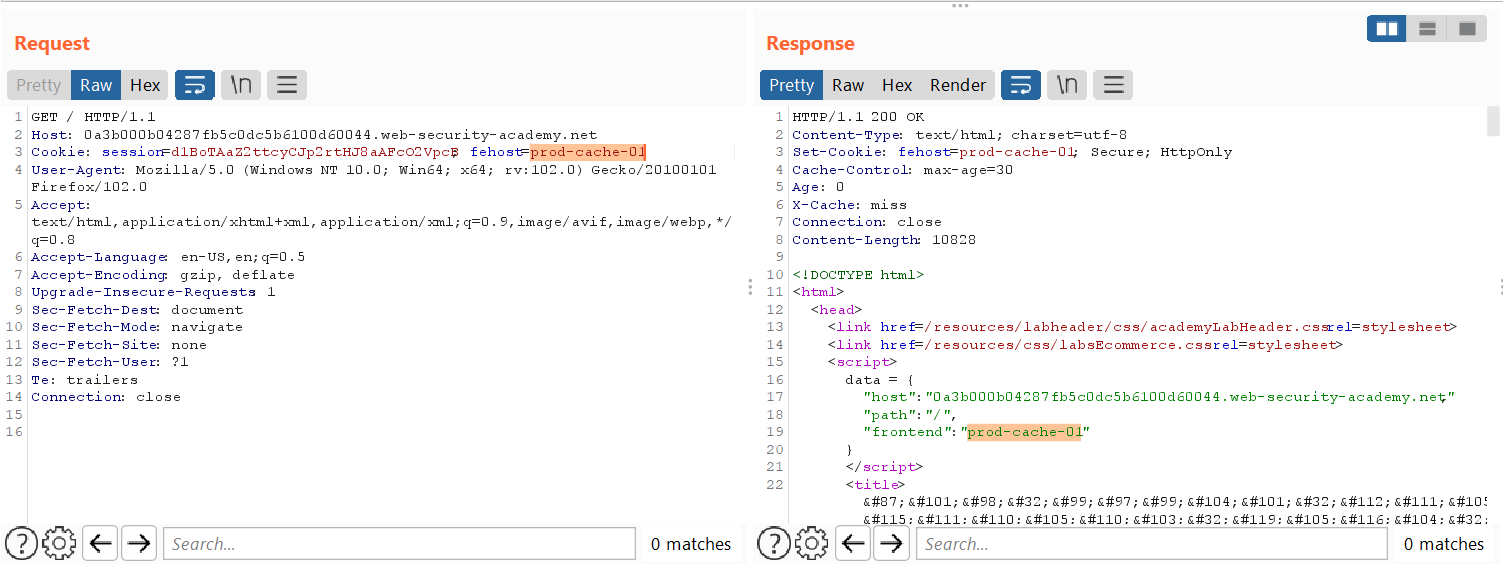 Request
Pretty Raw Hex \n
1 GET / HTTP/1.1
2 Host: 0a3b000b04287fb5c0dc5b6100d60044.web-security-academy.net
3 Cookie: session=d1BoTAaZ2ttcyCJp2rtHJ8aAFcO2VpcE; fehost=prod-cache-01
4 User-Agent: Mozilla/5.0 (Windows NT 10.0; Win64; x64; rv:102.0) Gecko/20100101
Firefox/102.0
5 Accept:
text/html,application/xhtml+xml,application/xml;q=0.9,image/avif,image/webp,*/
q=0.8
6 Accept-Language: en-US,en;q=0.5
7 Accept-Encoding: gzip, deflate
8 Upgrade-Insecure-Requests: 1
9 Sec-Fetch-Dest: document
10 Sec-Fetch-Mode: navigate
11 Sec-Fetch-Site: none
12 Sec-Fetch-User: ?1
13 Te: trailers
14 Connection: close
15
16
Search...
0 matches
Response
Pretty Raw Hex Render \n
1 HTTP/1.1 200 OK
2 Content-Type: text/html; charset=utf-8
3 Set-Cookie: fehost=prod-cache-01; Secure; HttpOnly
4 Cache-Control: max-age=30
5 Age: 0
6 X-Cache: miss
7 Connection: close
8 Content-Length: 10828
9
10 <!DOCTYPE html>
11 <html>
12 <head>
13 <link href=/resources/labheader/css/academyLabHeader.css rel=stylesheet>
14 <link href=/resources/css/labsEcommerce.css rel=stylesheet>
15 <script>
16 data = {
17 "host":"0a3b000b04287fb5c0dc5b6100d60044.web-security-academy.net",
18 "path":"/",
19 "frontend":"prod-cache-01"
20 }
21 </script>
22 <title>
&#87;&#101;&#98;&#32;&#99;&#97;&#99;&#104;&#101;&#32;&#112;&#111;&#105
&#115;&#111;&#110;&#105;&#110;&#103;&#32;&#119;&#105;&#116;&#104;&#32;
Search...
0 matches